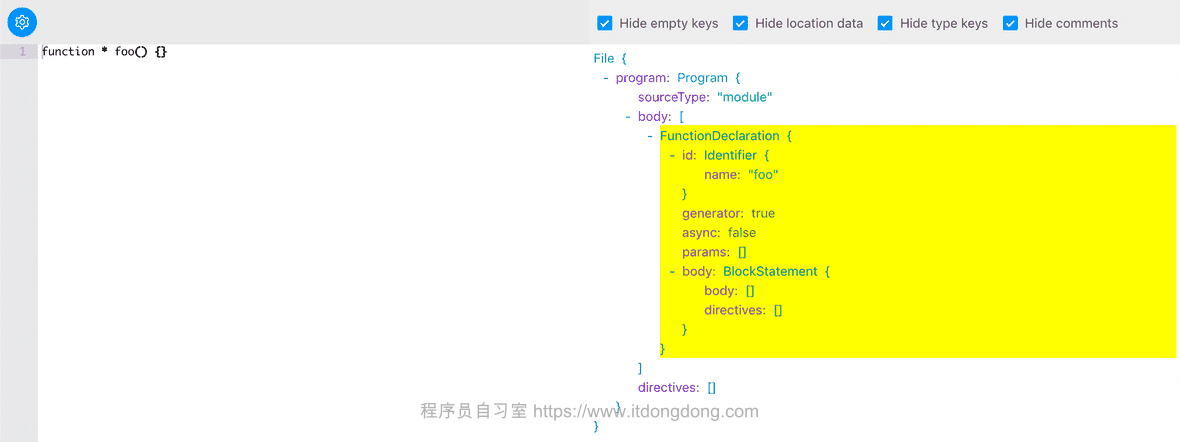 Hide empty keys Hide location data Hide type keys Hide comments
1 function * foo() {}
File {
- program: Program {
sourceType: "module"
- body: [
- FunctionDeclaration {
- id: Identifier {
name: "foo"
}
generator: true
async: false
params: []
- body: BlockStatement {
body: []
directives: []
}
}
]
directives: []
}
程序员自习室 https://www.itdongdong.com
}